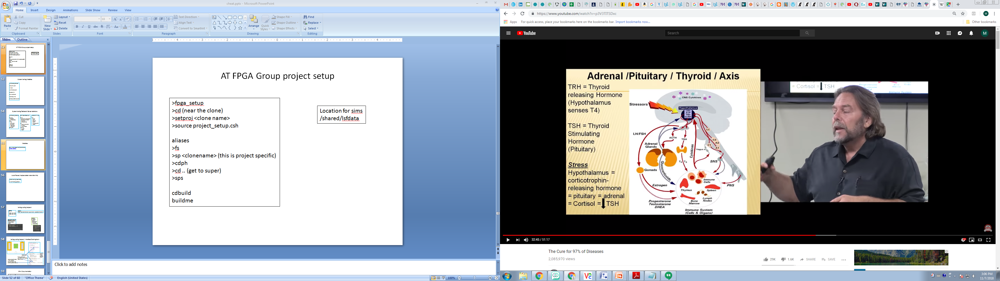 cheat.pptx - Microsoft PowerPoint
Home Insert Design Animations Slide Show Review View
Paste
Cut
Copy
Format Painter
Clipboard
New
Slide
Layout
Reset
Delete
Slides
18
Font
Text Direction
Align Text
Convert to SmartArt
Paragraph
Arrange
Quick
Styles
Shape Fill
Shape Outline
Shape Effects
Drawing
Find
Replace
Select
Editing
Slides Outline
52
AT FPGA Group project setup
53
54
55
Websites
56
57
58
59
AT FPGA Group project setup
>fpga_setup
>cd (near the clone)
>setproj <clone name>
>source project_setup.csh
aliases
>fs
>sp <clonename> (this is project specific)
>cdph
>cd .. (get to super)
>sps
cdbuild
buildme
Location for sims
/shared/lsfdata
Click to add notes
Slide 52 of 60 "Office Theme" English (United States) 100%
https://www.youtube.com/watch?v=p3V3TITSDxc
Apps For quick access, place your bookmarks here on the bookmarks bar. Import bookmarks now... Other bookmarks
YouTube
Search
M
Adrenal /Pituitary / Thyroid / Axis
TRH = Thyroid
releasing Hormone
(Hypothalamus
senses T4)
TSH = Thyroid
Stimulating
Hormone
(Pituitary)
Stress
Hypothalamus =
corticotrophin-
releasing hormone
= pituitary = adrenal
= Cortisol = TSH
CNS Cytokines
Stressors
Hypothalamus
CRH
AVP
TRH
GnRH
LC
LH/FSH
ACTH
TSH
LC
C2
A2
C1
A1
Adrenal
Glands
Cytokines
Vagus n.
Glucocorticoids
T4 T3
SNS
Gonads
Immune
Cells
Estrogen
Thymus
Spleen
PNS
Lymph
Nodes
Bone
Marrow
Progesterone
Testosterone
DHEA
Immune System
(Cells & Organs)
= Cortisol = TSH
Immune System
32:45 / 51:17
The Cure for 97% of Diseases
2,085,970 views
29K 1.6K SHARE SAVE
3:06 PM
11/7/2018